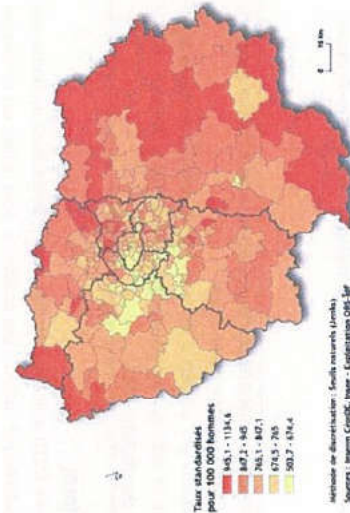 Taux standardisés
pour 100 000 hommes
945,1 - 1134,6
847,2 - 945
765,1 - 847,1
674,5 - 765
503,7 - 674,4
Méthode de discrétisation : Seuils naturels (Jenks)
Sources : Inserm CépiDC, Insee - Exploitation ORS-IdF